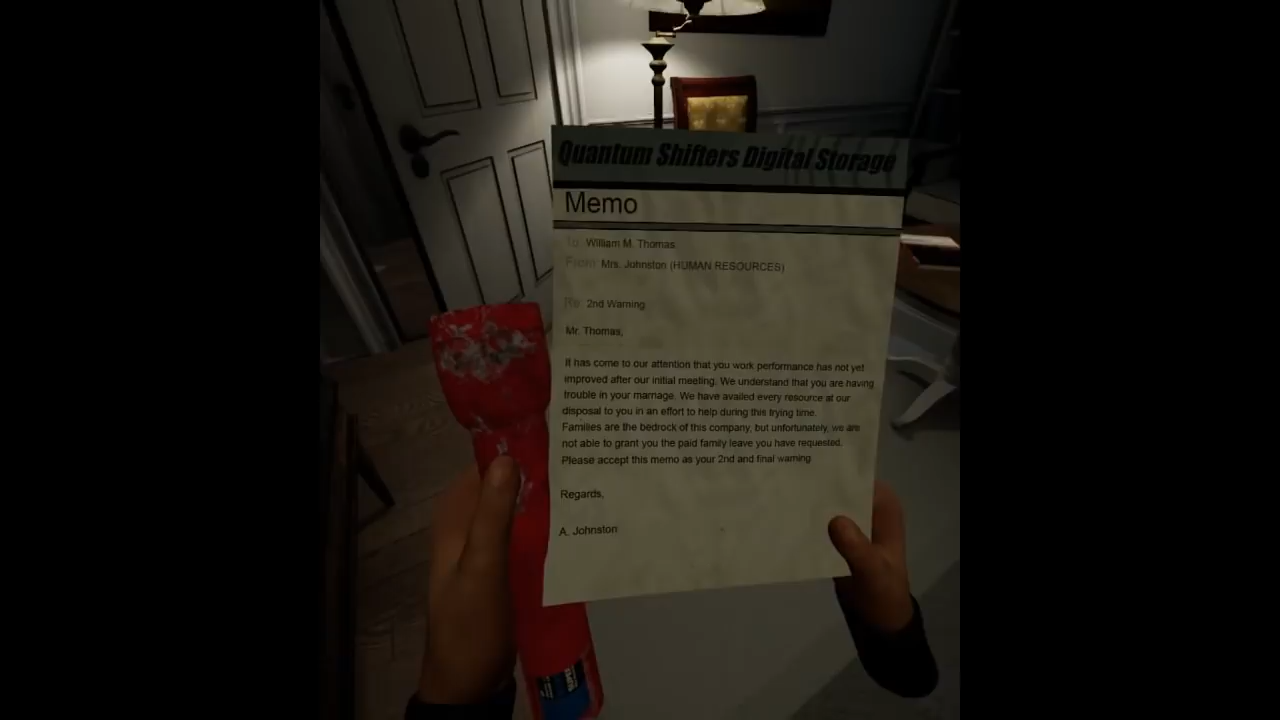 Quantum Shifters Digital Storage
Memo
To: William M. Thomas
From: Mrs. Johnston (HUMAN RESOURCES)
Re: 2nd Warning
Mr. Thomas,
It has come to our attention that you work performance has not yet
improved after our initial meeting. We understand that you are having
trouble in your marriage. We have availed every resource at our
disposal to you in an effort to help during this trying time.
Families are the bedrock of this company, but unfortunately, we are
not able to grant you the paid family leave you have requested.
Please accept this memo as your 2nd and final warning
Regards,
A. Johnston